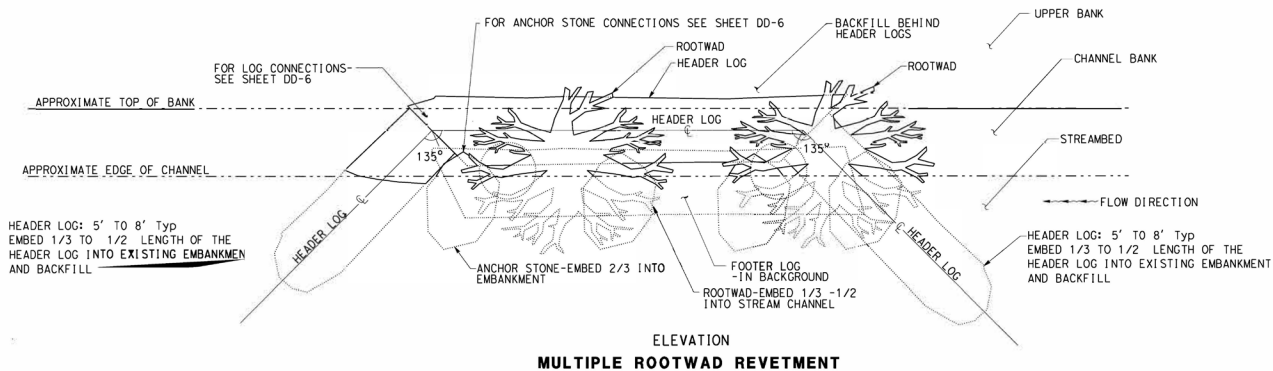 UPPER BANK
FOR ANCHOR STONE CONNECTIONS SEE SHEET DD-6
BACKFILL BEHIND
HEADER LOGS
ROOTWAD
HEADER LOG
FOR LOG CONNECTIONS-
SEE SHEET DD-6
ROOTWAD
CHANNEL BANK
APPROXIMATE TOP OF BANK
HEADER LOG
℄
STREAMBED
135°
135°
APPROXIMATE EDGE OF CHANNEL
FLOW DIRECTION
HEADER LOG
℄
HEADER LOG
℄
HEADER LOG: 5' TO 8' Typ
EMBED 1/3 TO 1/2 LENGTH OF THE
HEADER LOG INTO EXISTING EMBANKMEN
AND BACKFILL
HEADER LOG: 5' TO 8' Typ
EMBED 1/3 TO 1/2 LENGTH OF THE
HEADER LOG INTO EXISTING EMBANKMENT
AND BACKFILL
ANCHOR STONE-EMBED 2/3 INTO
EMBANKMENT
FOOTER LOG
-IN BACKGROUND
ROOTWAD-EMBED 1/3 -1/2
INTO STREAM CHANNEL
ELEVATION
MULTIPLE ROOTWAD REVETMENT